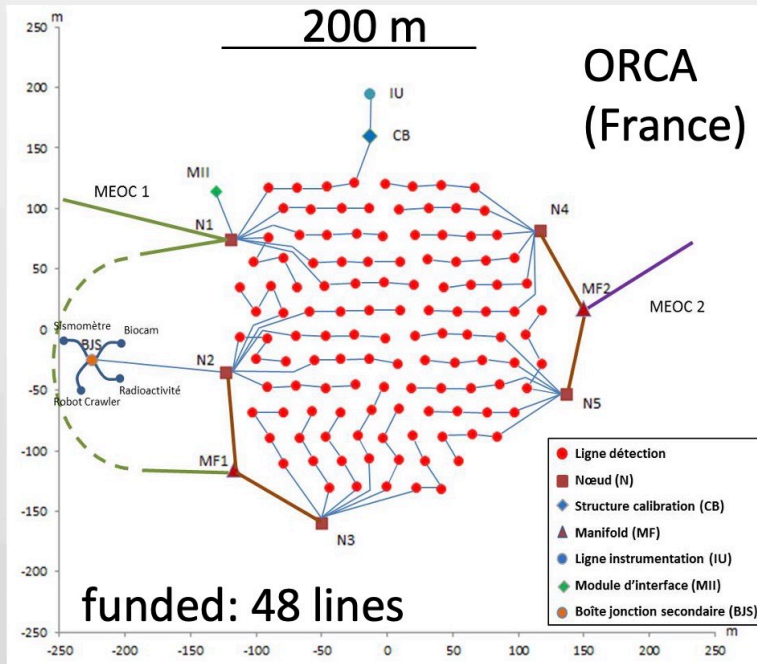 m
200 m
ORCA
(France)
250
200
150
100
50
0
-50
-100
-150
-200
-250
IU
CB
MII
MEOC 1
N1
N4
MF2
MEOC 2
Sismomètre
Biocam
BJS
Radioactivité
Robot Crawler
N2
N5
MF1
N3
Ligne détection
Nœud (N)
Structure calibration (CB)
Manifold (MF)
Ligne instrumentation (IU)
Module d'interface (MII)
Boîte jonction secondaire (BJS)
funded: 48 lines
-250 -200 -150 -100 -50 0 50 100 150 200 250
m